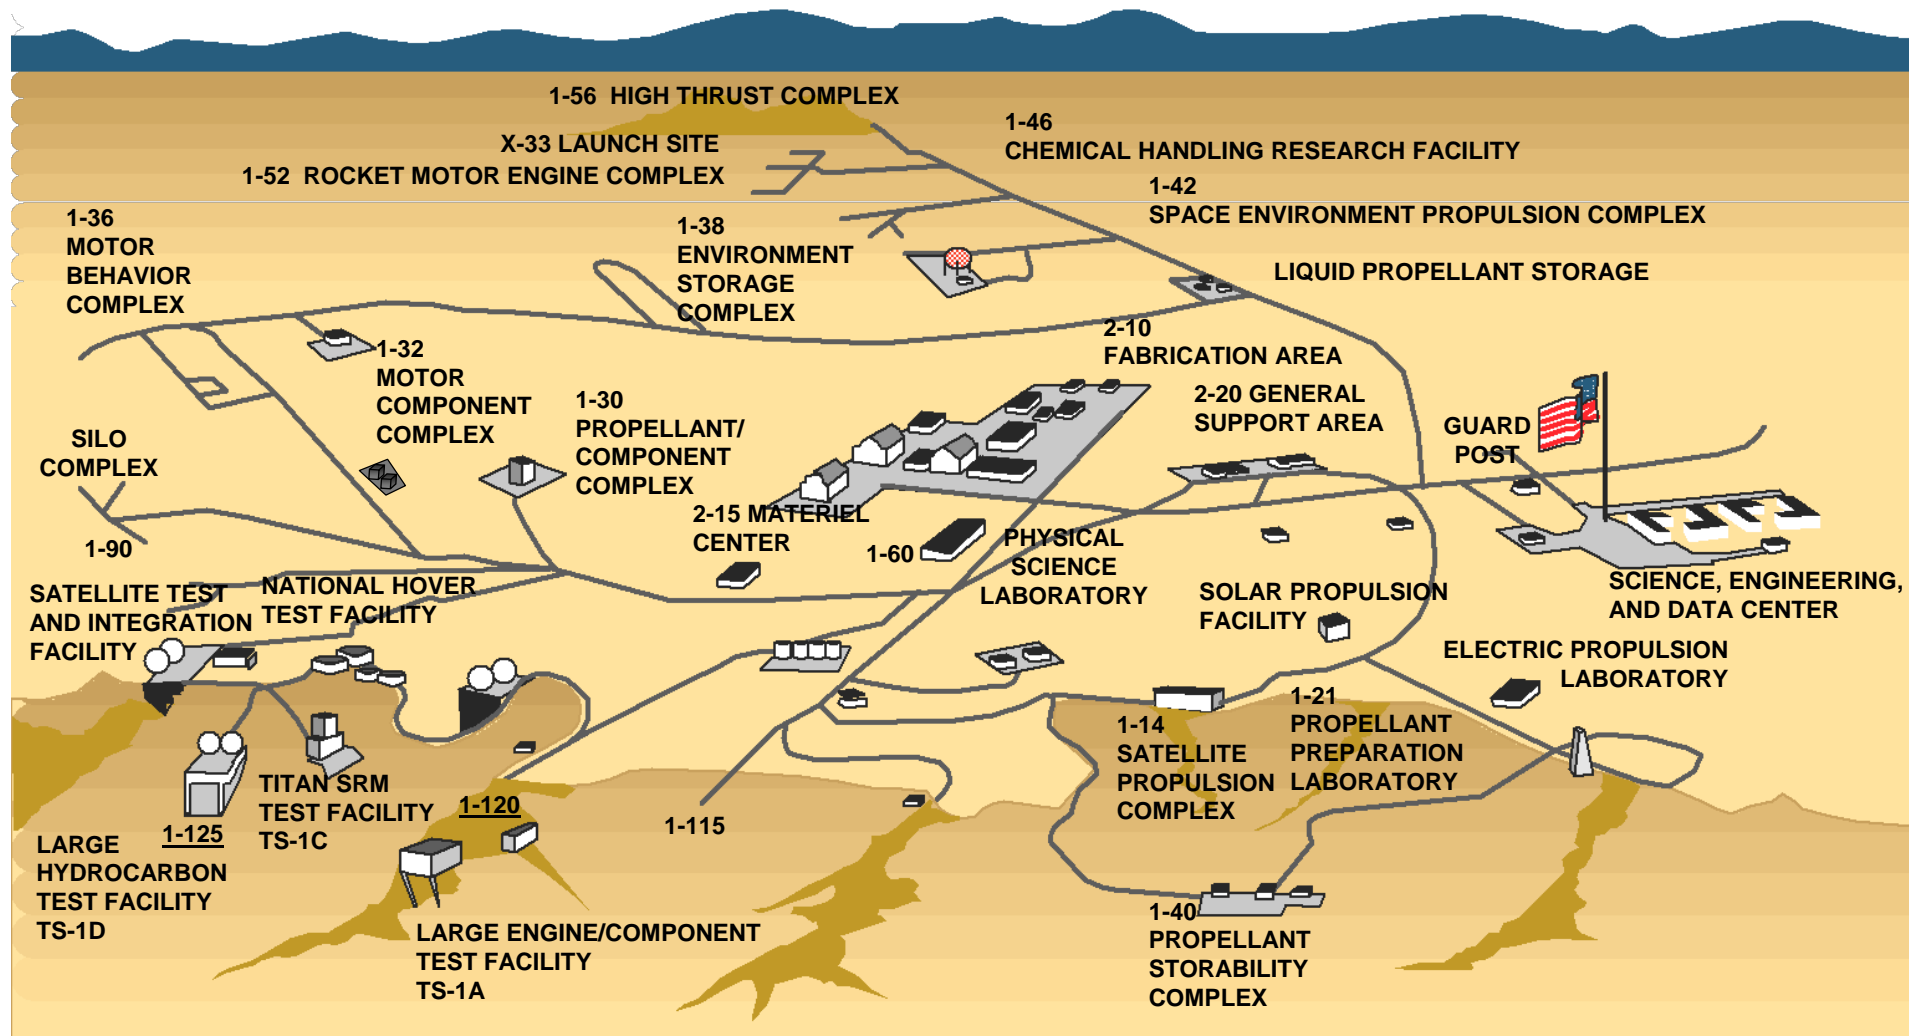 1-56 HIGH THRUST COMPLEX
X-33 LAUNCH SITE
1-52 ROCKET MOTOR ENGINE COMPLEX
1-46
CHEMICAL HANDLING RESEARCH FACILITY
1-42
SPACE ENVIRONMENT PROPULSION COMPLEX
1-36
MOTOR
BEHAVIOR
COMPLEX
1-38
ENVIRONMENT
STORAGE
COMPLEX
LIQUID PROPELLANT STORAGE
2-10
FABRICATION AREA
1-32
MOTOR
COMPONENT
COMPLEX
1-30
PROPELLANT/
COMPONENT
COMPLEX
2-20 GENERAL
SUPPORT AREA
GUARD
POST
SILO
COMPLEX
1-90
2-15 MATERIEL
CENTER
1-60
PHYSICAL
SCIENCE
LABORATORY
SATELLITE TEST
AND INTEGRATION
FACILITY
NATIONAL HOVER
TEST FACILITY
SOLAR PROPULSION
FACILITY
SCIENCE, ENGINEERING,
AND DATA CENTER
ELECTRIC PROPULSION
LABORATORY
1-14
SATELLITE
PROPULSION
COMPLEX
1-21
PROPELLANT
PREPARATION
LABORATORY
TITAN SRM
TEST FACILITY
TS-1C
1-120
1-115
1-125
LARGE
HYDROCARBON
TEST FACILITY
TS-1D
LARGE ENGINE/COMPONENT
TEST FACILITY
TS-1A
1-40
PROPELLANT
STORABILITY
COMPLEX